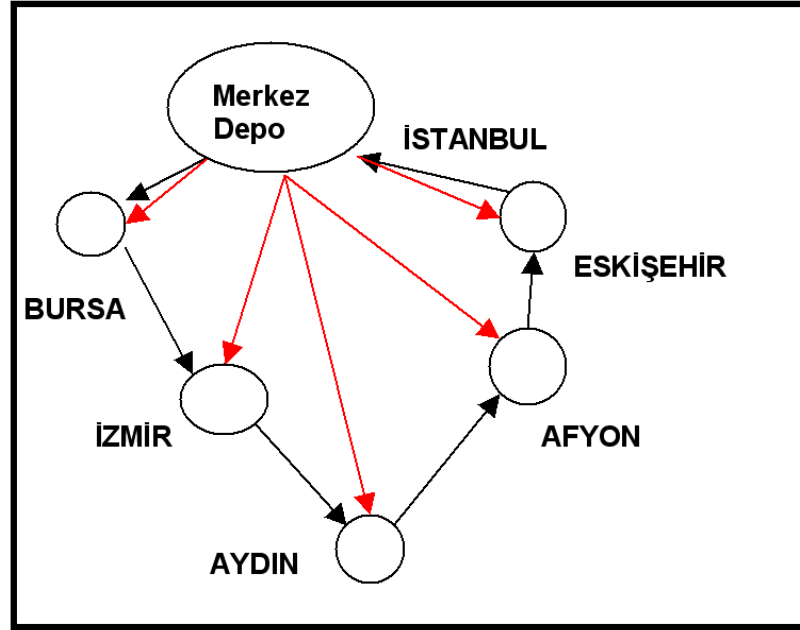 Merkez
Depo
İSTANBUL
ESKİŞEHİR
BURSA
İZMİR
AFYON
AYDIN